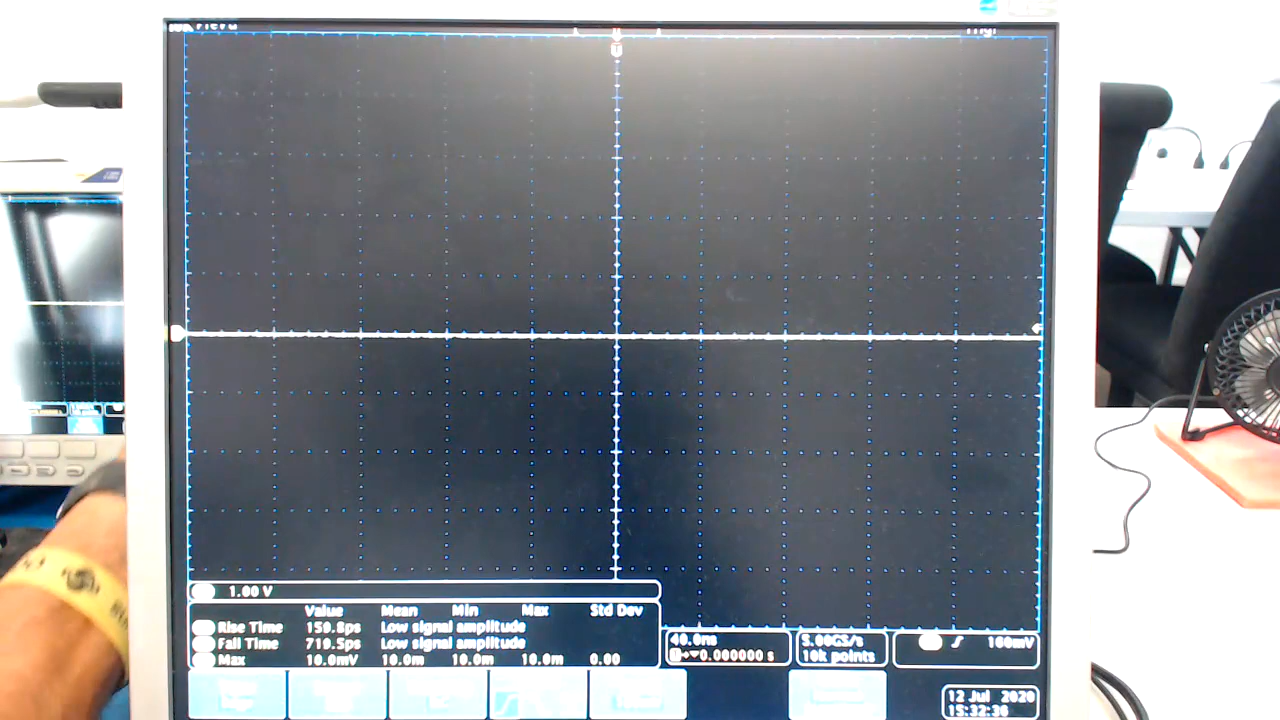 1.00 V
Value Mean Min Max Std Dev
Rise Time 159.8ps Low signal amplitude
Fall Time 719.5ps Low signal amplitude
Max 10.0mV 10.0m 10.0m 10.0m 0.00
40.0ns
0.000000 s
5.00GS/s
10k points
160mV
12 Jul 2020
15:32:36